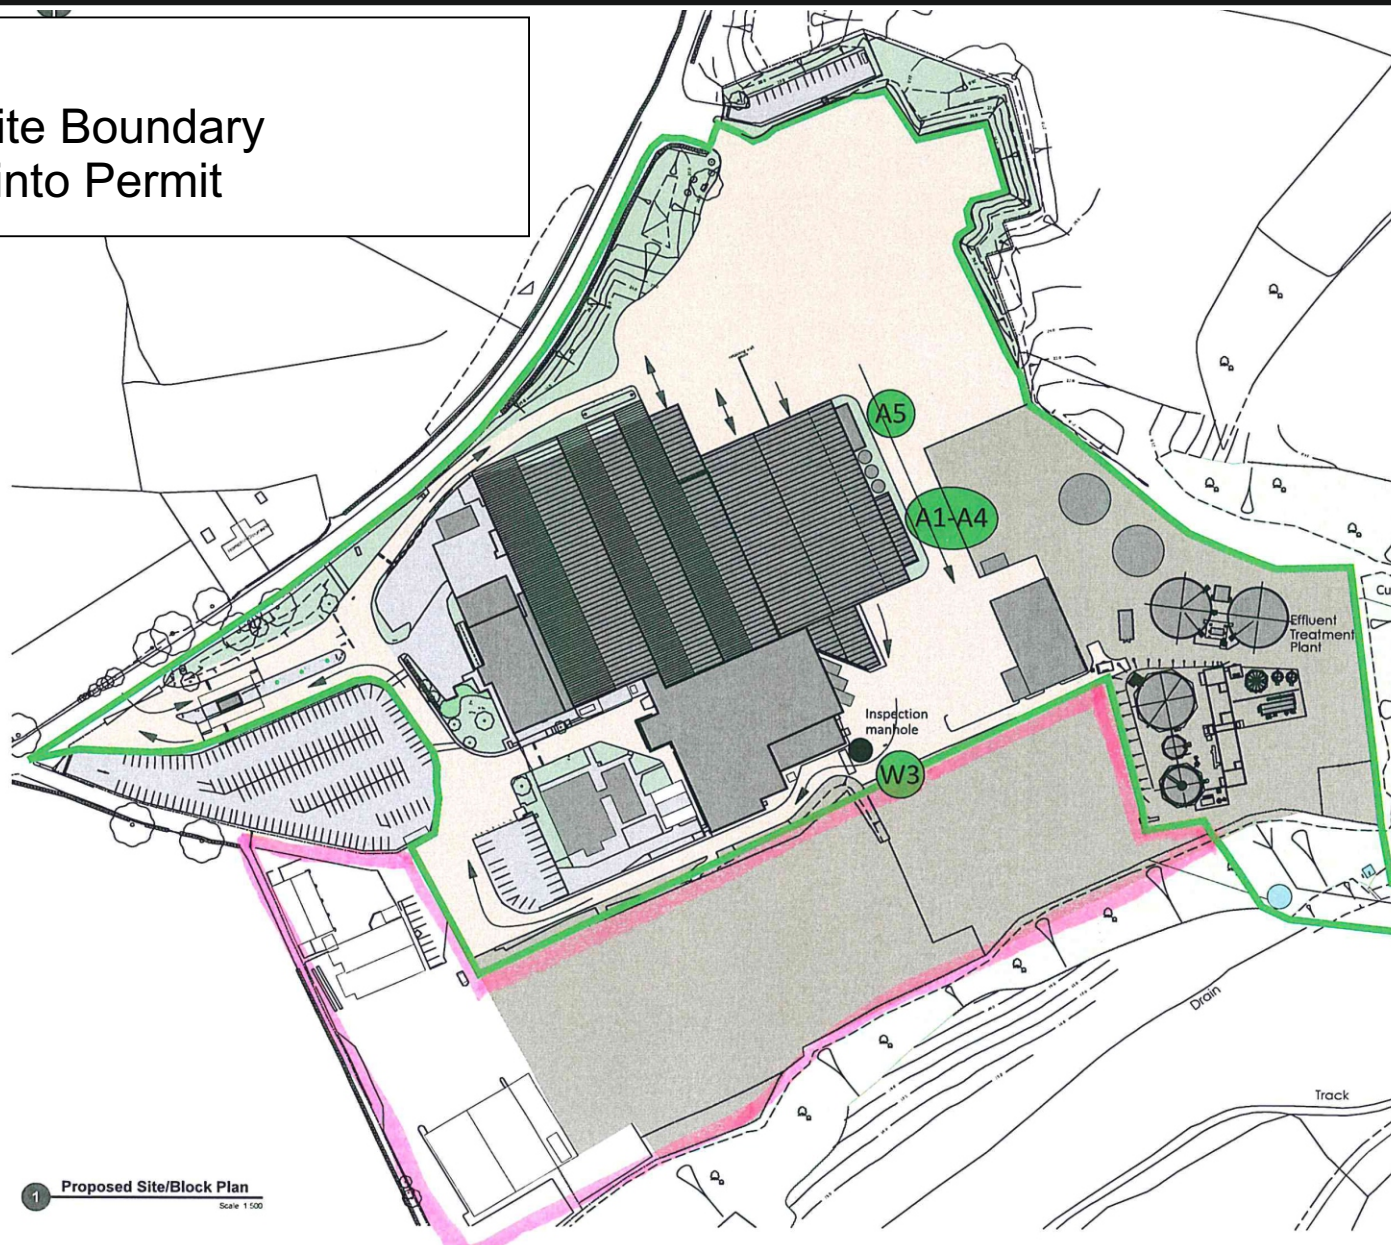 ite Boundary
into Permit
A5
A1-A4
Cu
Effluent
Treatment
Plant
Inspection
manhole
W3
Drain
Track
1
Proposed Site/Block Plan
Scale 1:500